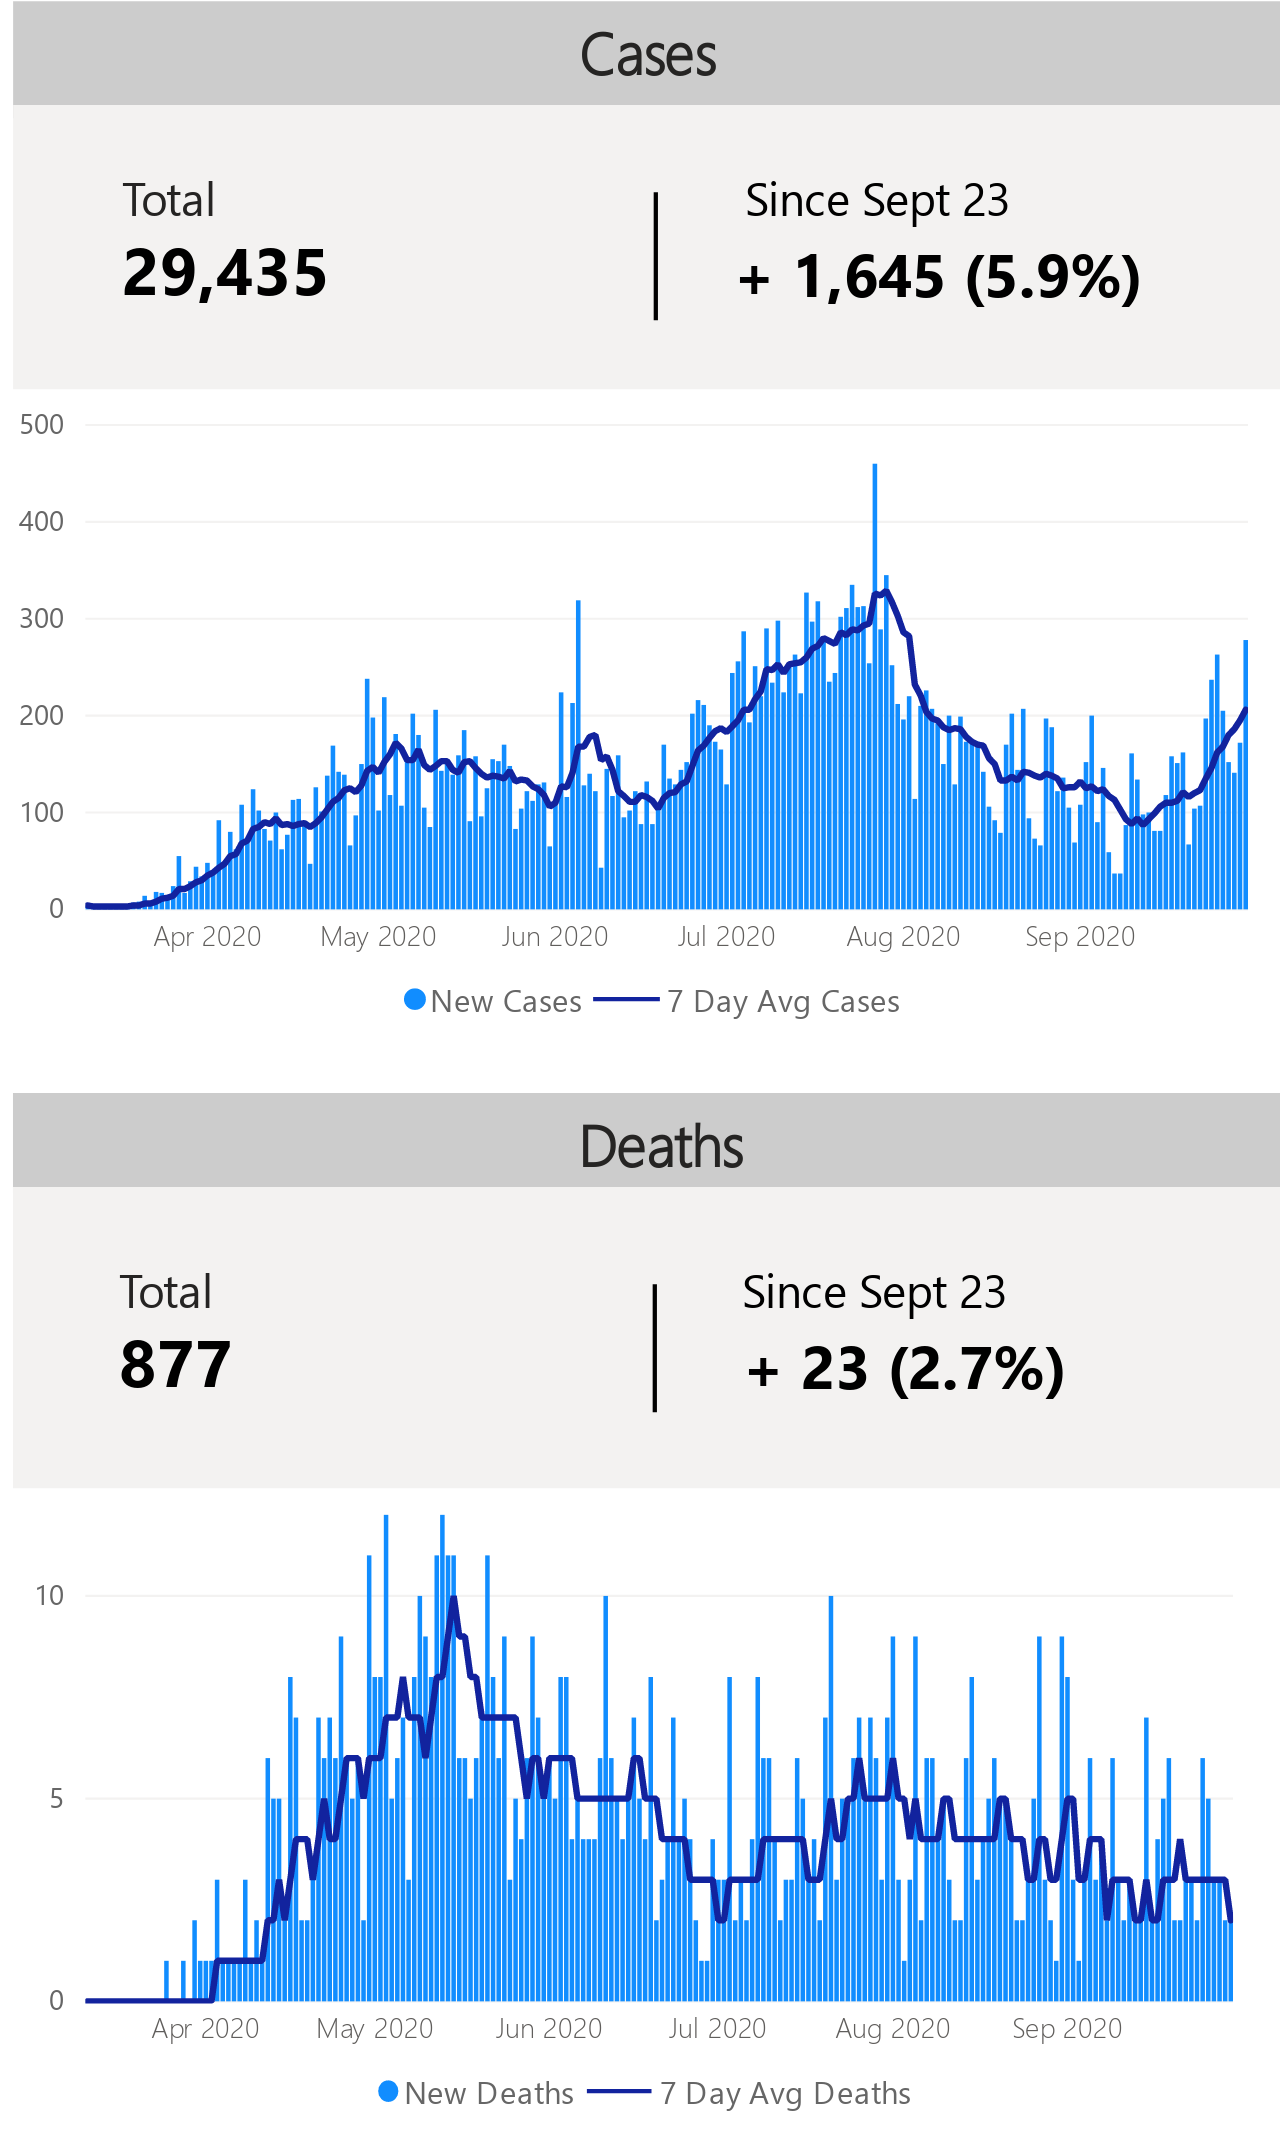 Cases
Total
Since Sept 23
29,435
+ 1,645 (5.9%)
500
400
300
200
100
0
Apr 2020 May 2020 Jun 2020 Jul 2020 Aug 2020 Sep 2020
New Cases 7 Day Avg Cases
Deaths
Total
Since Sept 23
877
+ 23 (2.7%)
10
5
0
Apr 2020 May 2020 Jun 2020 Jul 2020 Aug 2020 Sep 2020
New Deaths 7 Day Avg Deaths